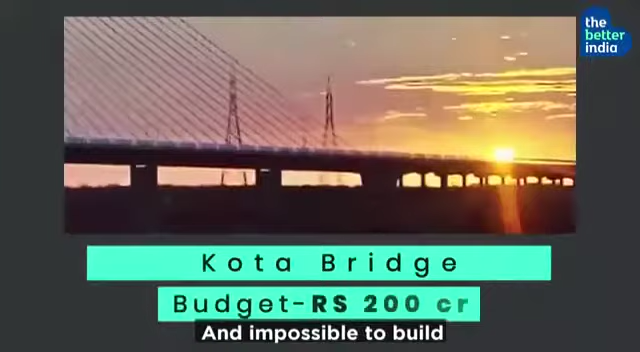 the
better
india
Kota Bridge
Budget-RS 200 cr
And impossible to build